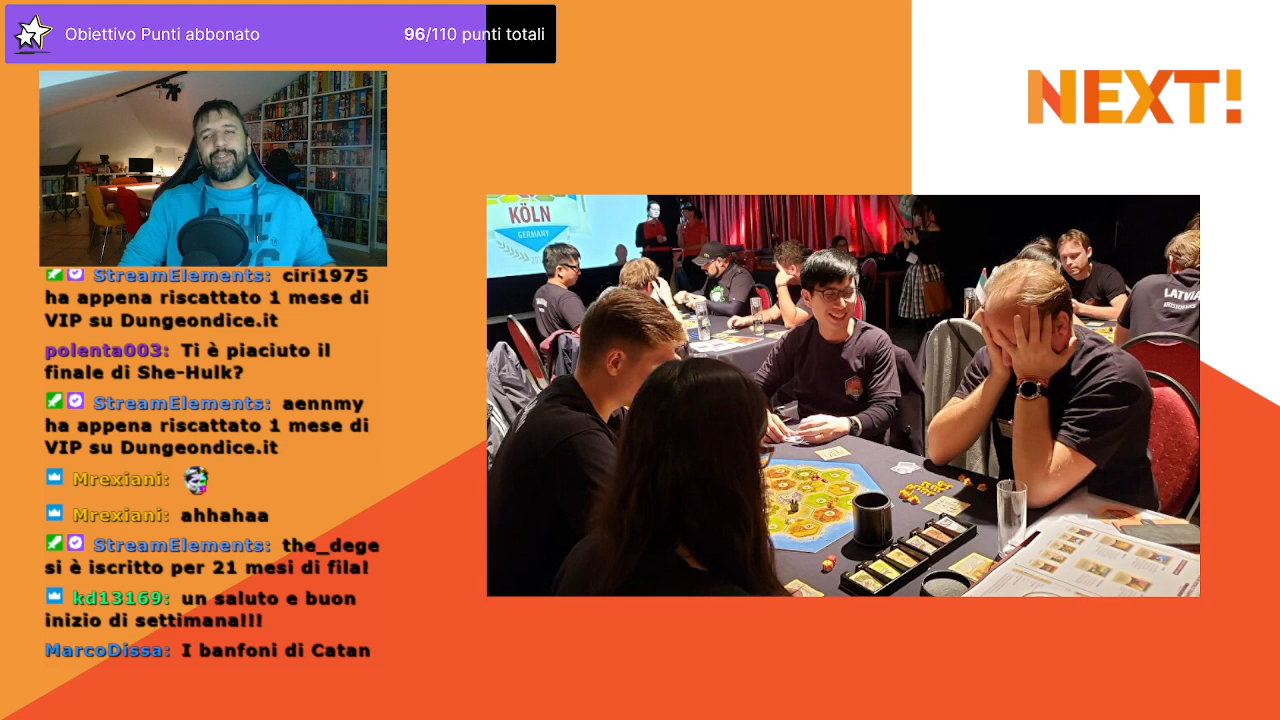 Obiettivo Punti abbonato
96/110 punti totali
NEXT!
StreamElements: ciri1975
ha appena riscattato 1 mese di
VIP su Dungeondice.it
polenta003: Ti è piaciuto il
finale di She-Hulk?
StreamElements: aennmy
ha appena riscattato 1 mese di
VIP su Dungeondice.it
Mrexiani:
Mrexiani: ahhahaa
StreamElements: the_dege
si è iscritto per 21 mesi di fila!
kd13169: un saluto e buon
inizio di settimana!!!
MarcoDissa: I banfoni di Catan
KÖLN
GERMANY
LATVIA